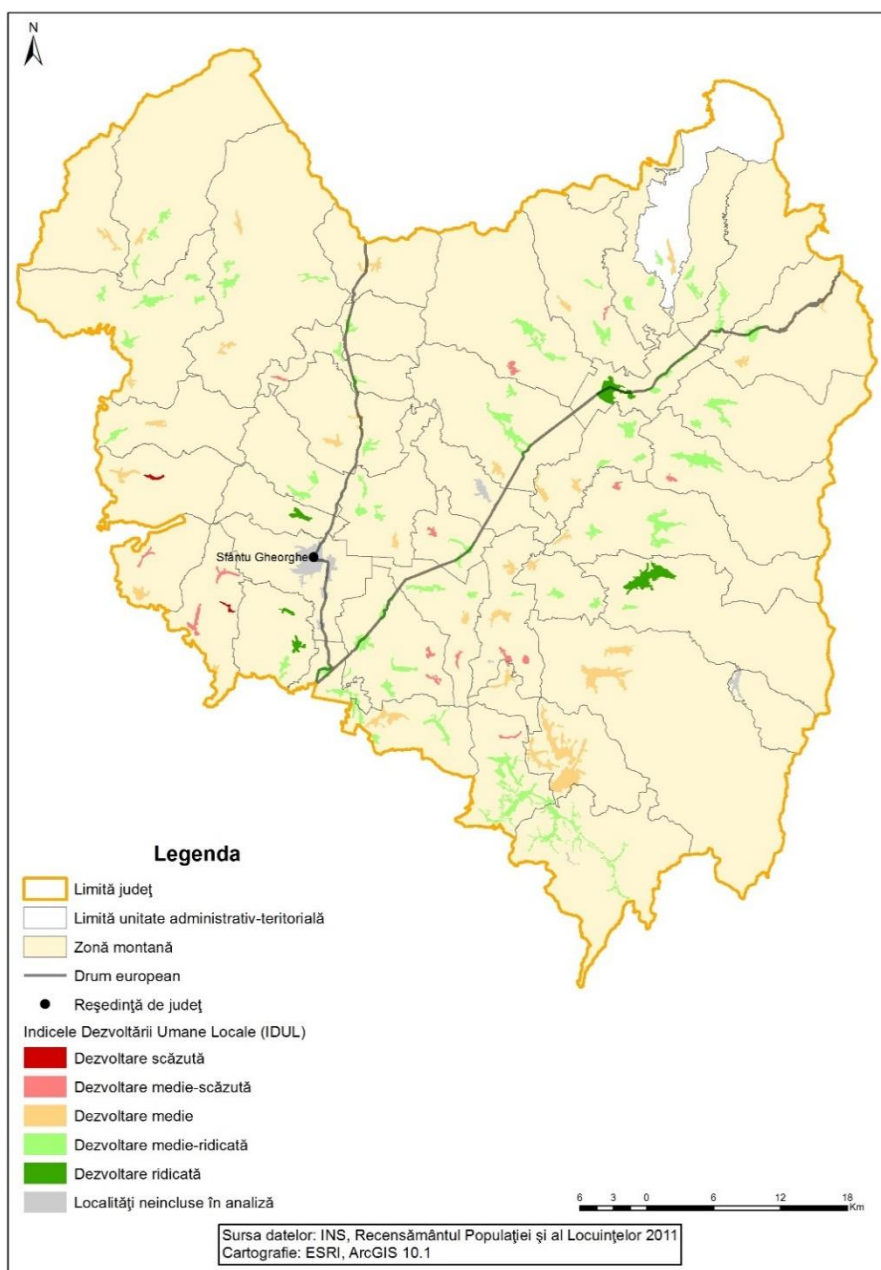 N
Sfântu Gheorghe
Legenda
Limită judeţ
Limită unitate administrativ-teritorială
Zonă montană
Drum european
Reşedinţă de judeţ
Indicele Dezvoltării Umane Locale (IDUL)
Dezvoltare scăzută
Dezvoltare medie-scăzută
Dezvoltare medie
Dezvoltare medie-ridicată
Dezvoltare ridicată
Localităţi neincluse în analiză
6 3 0 6 12 18
Km
Sursa datelor: INS, Recensământul Populaţiei şi al Locuinţelor 2011
Cartografie: ESRI, ArcGIS 10.1